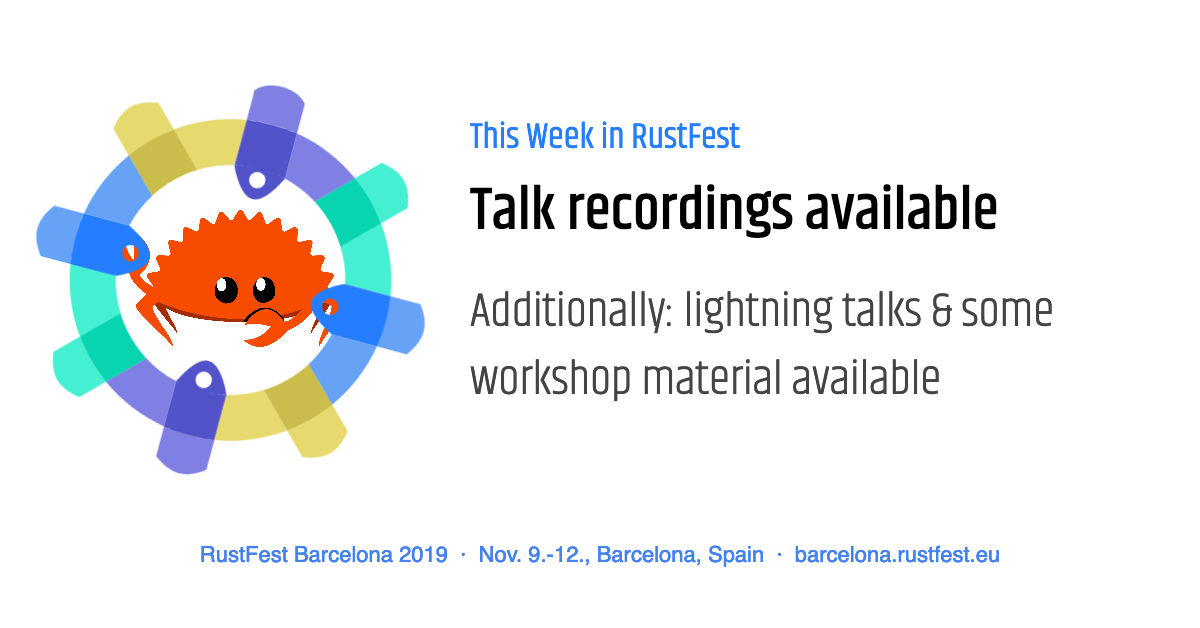 This Week in RustFest
Talk recordings available
Additionally: lightning talks & some
workshop material available
RustFest Barcelona 2019 · Nov. 9.-12., Barcelona, Spain · barcelona.rustfest.eu